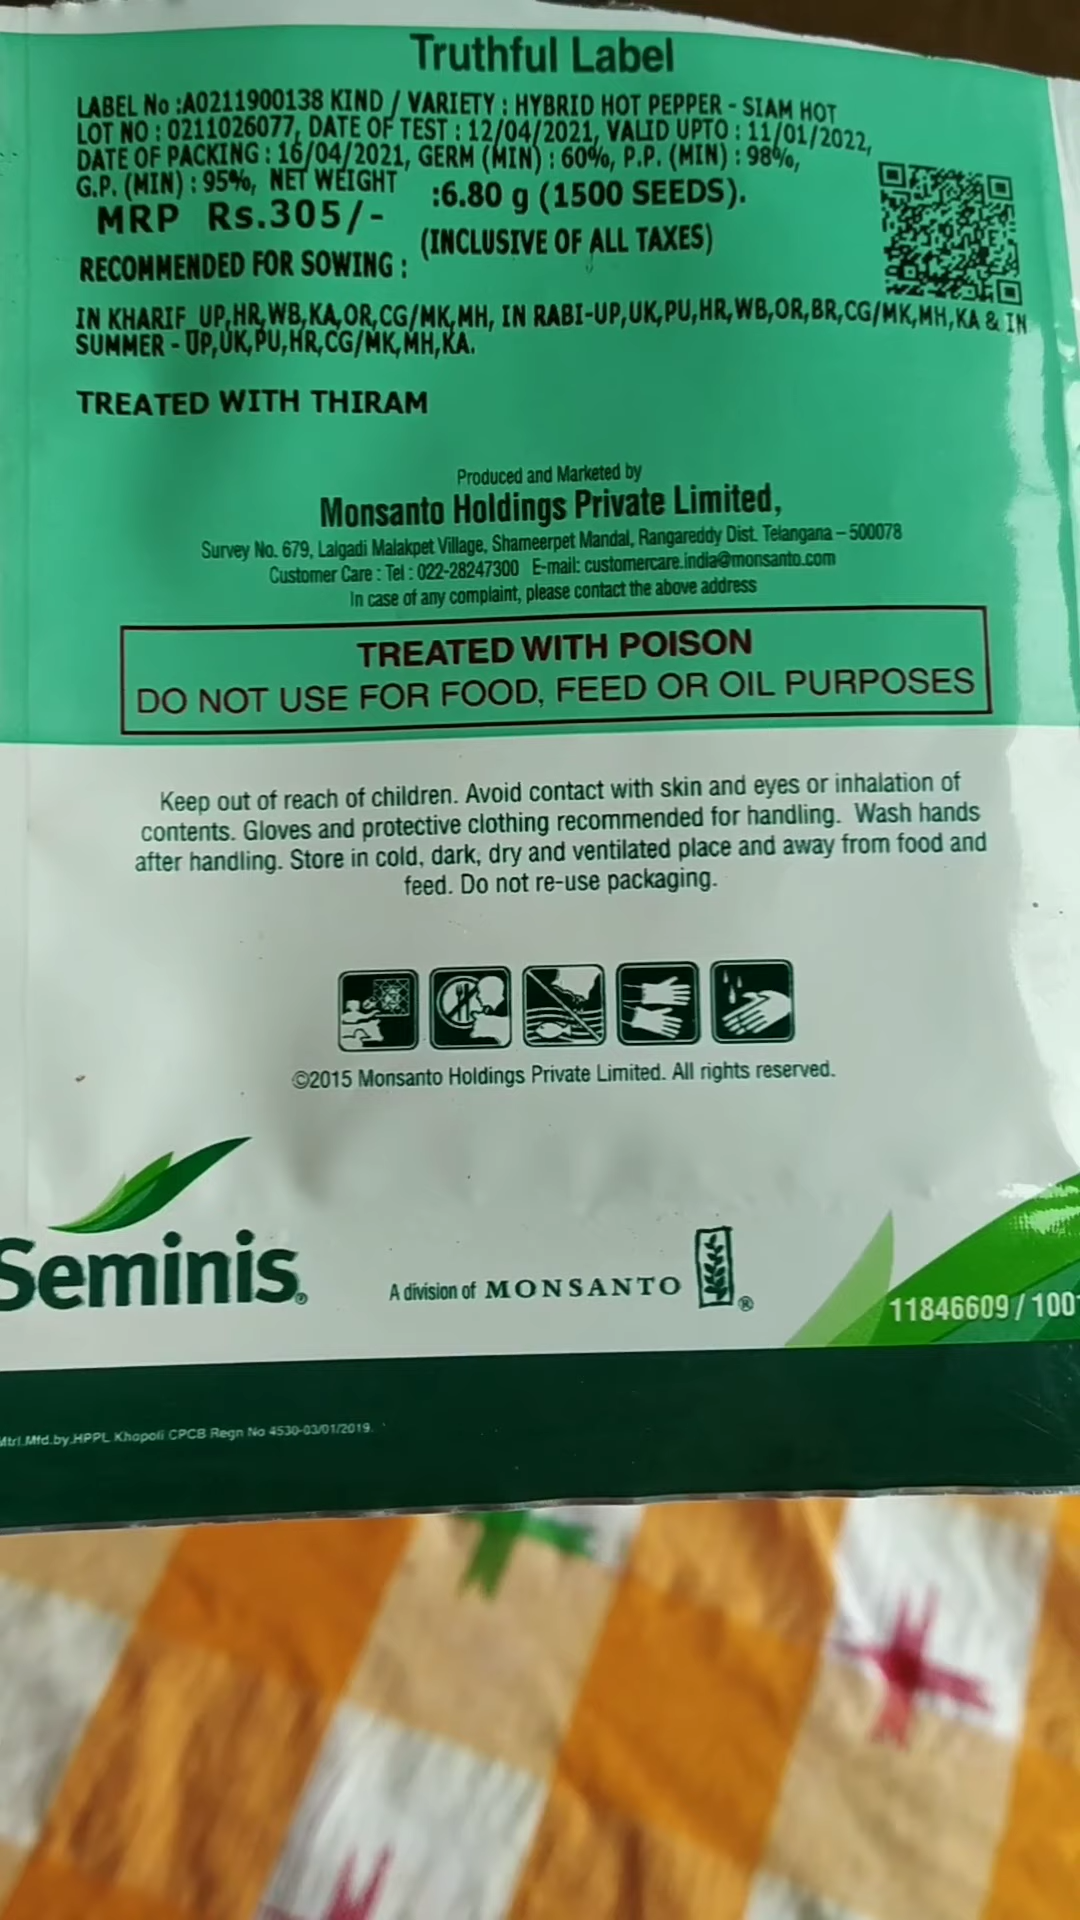 Truthful Label
LABEL No :A0211900138 KIND / VARIETY : HYBRID HOT PEPPER - SIAM HOT
LOT NO : 0211026077, DATE OF TEST : 12/04/2021, VALID UPTO : 11/01/2022,
DATE OF PACKING : 16/04/2021, GERM (MIN) : 60%, P.P. (MIN) : 98%,
G.P. (MIN) : 95%, NET WEIGHT :6.80 g (1500 SEEDS).
MRP Rs.305/- (INCLUSIVE OF ALL TAXES)
RECOMMENDED FOR SOWING :
IN KHARIF UP,HR,WB,KA,OR,CG/MK,MH, IN RABI-UP,UK,PU,HR,WB,OR,BR,CG/MK,MH,KA & IN
SUMMER - UP,UK,PU,HR,CG/MK,MH,KA.
TREATED WITH THIRAM
Produced and Marketed by
Monsanto Holdings Private Limited,
Survey No. 679, Lalgadi Malakpet Village, Shameerpet Mandal, Rangareddy Dist. Telangana – 500078
Customer Care : Tel : 022-28247300 E-mail: customercare.india@monsanto.com
In case of any complaint, please contact the above address
TREATED WITH POISON
DO NOT USE FOR FOOD, FEED OR OIL PURPOSES
Keep out of reach of children. Avoid contact with skin and eyes or inhalation of
contents. Gloves and protective clothing recommended for handling. Wash hands
after handling. Store in cold, dark, dry and ventilated place and away from food and
feed. Do not re-use packaging.
©2015 Monsanto Holdings Private Limited. All rights reserved.
Seminis®
A division of MONSANTO ®
11846609 / 100
Mtrl.Mfd.by.HPPL Khopoli CPCB Regn No 4530-03/01/2019.